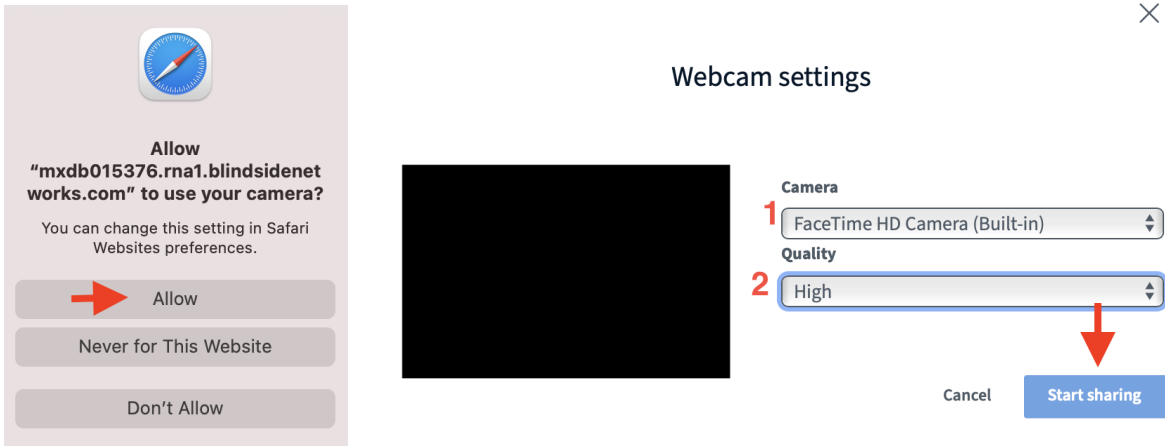 Allow
“mxdb015376.rna1.blindsidenet
works.com” to use your camera?
You can change this setting in Safari
Websites preferences.
Allow
Never for This Website
Don’t Allow
Webcam settings
Camera
1 FaceTime HD Camera (Built-in)
Quality
2 High
Cancel Start sharing